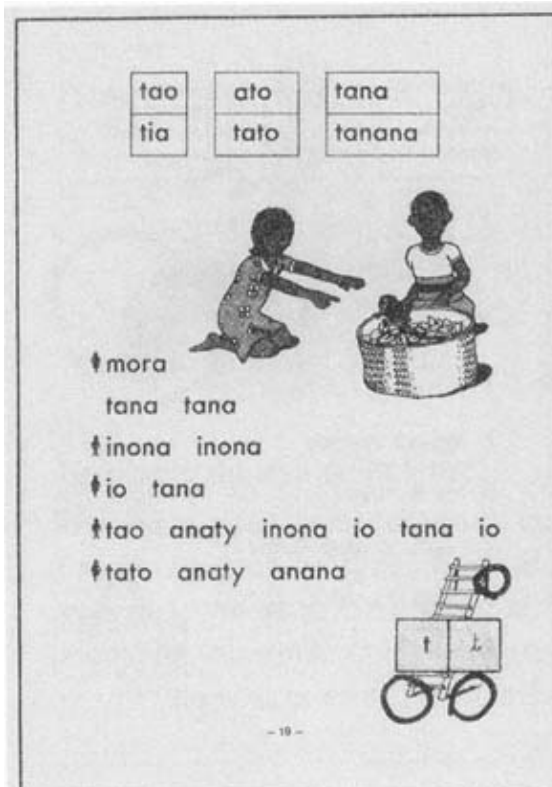 tao ato tana
tia tato tanana
mora
tana tana
inona inona
io tana
tao anaty inona io tana io
tato anaty anana
t t
- 19 -